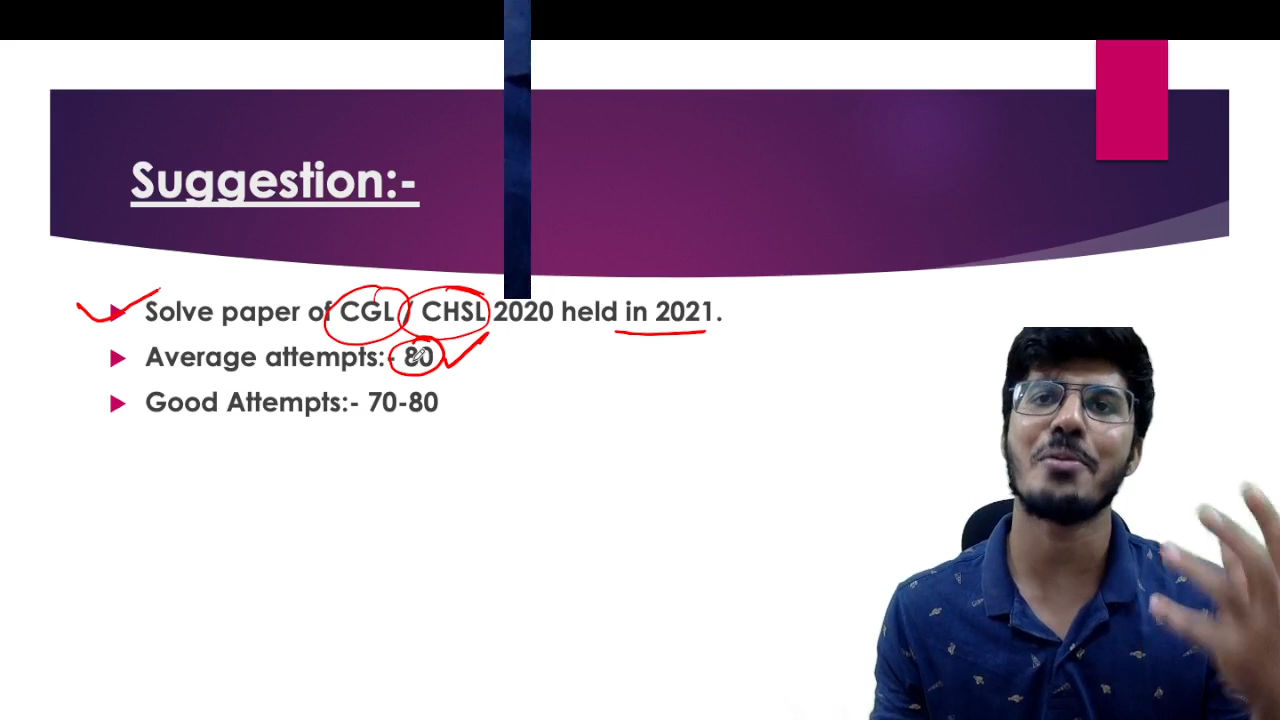 Suggestion:-
Solve paper of CGL / CHSL 2020 held in 2021.
Average attempts:- 80
Good Attempts:- 70-80